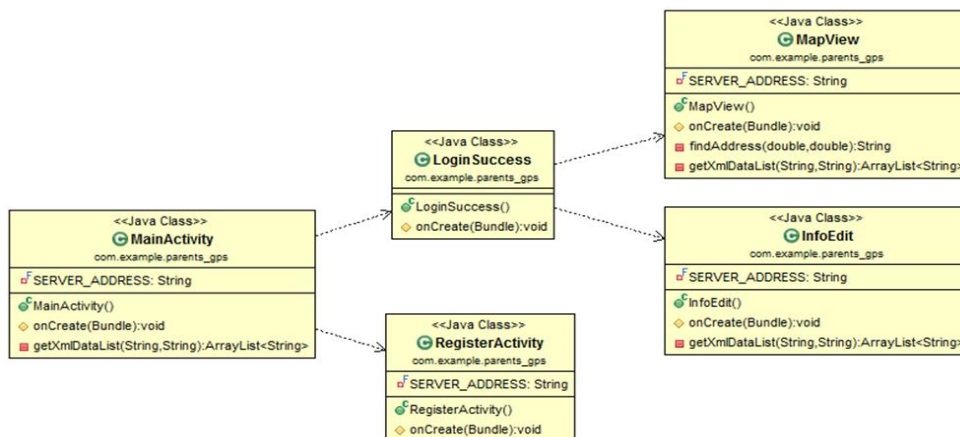 <<Java Class>>
MainActivity
com.example.parents_gps
SERVER_ADDRESS: String
MainActivity()
onCreate(Bundle):void
getXmlDataList(String,String):ArrayList<String>
<<Java Class>>
LoginSuccess
com.example.parents_gps
LoginSuccess()
onCreate(Bundle):void
<<Java Class>>
RegisterActivity
com.example.parents_gps
SERVER_ADDRESS: String
RegisterActivity()
onCreate(Bundle):void
<<Java Class>>
MapView
com.example.parents_gps
SERVER_ADDRESS: String
MapView()
onCreate(Bundle):void
findAddress(double,double):String
getXmlDataList(String,String):ArrayList<String>
<<Java Class>>
InfoEdit
com.example.parents_gps
SERVER_ADDRESS: String
InfoEdit()
onCreate(Bundle):void
getXmlDataList(String,String):ArrayList<String>